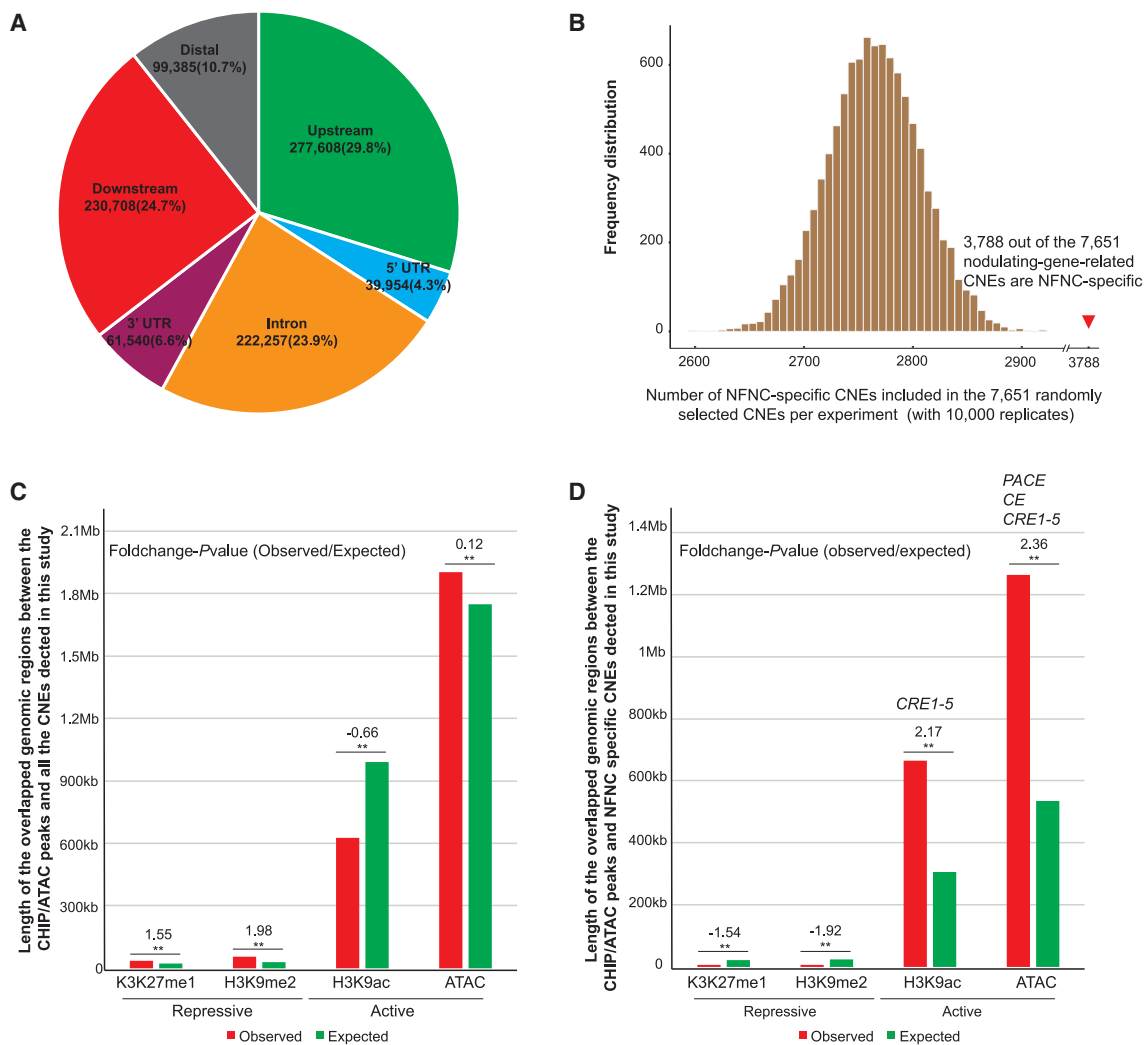 A
Distal
99,385(10.7%)
Upstream
277,608(29.8%)
Downstream
230,708(24.7%)
5' UTR
39,954(4.3%)
3' UTR
61,540(6.6%)
Intron
222,257(23.9%)
B
Frequency distribution
600
400
200
0
2600
2700
2800
2900
3788
3,788 out of the 7,651
nodulating-gene-related
CNEs are NFNC-specific
Number of NFNC-specific CNEs included in the 7,651 randomly
selected CNEs per experiment (with 10,000 replicates)
C
Length of the overlapped genomic regions between the
CHIP/ATAC peaks and all the CNEs dected in this study
2.1Mb
1.8Mb
1.5Mb
1.2Mb
900kb
600kb
300kb
0
Foldchange-Pvalue (Observed/Expected)
1.55
**
1.98
**
-0.66
**
0.12
**
K3K27me1
H3K9me2
H3K9ac
ATAC
Repressive
Active
Observed
Expected
D
Length of the overlapped genomic regions between the
CHIP/ATAC peaks and NFNC specific CNEs dected in this study
1.4Mb
1.2Mb
1Mb
800kb
600kb
400kb
200kb
0
Foldchange-Pvalue (observed/expected)
-1.54
**
-1.92
**
CRE1-5
2.17
**
PACE
CE
CRE1-5
2.36
**
K3K27me1
H3K9me2
H3K9ac
ATAC
Repressive
Active
Observed
Expected